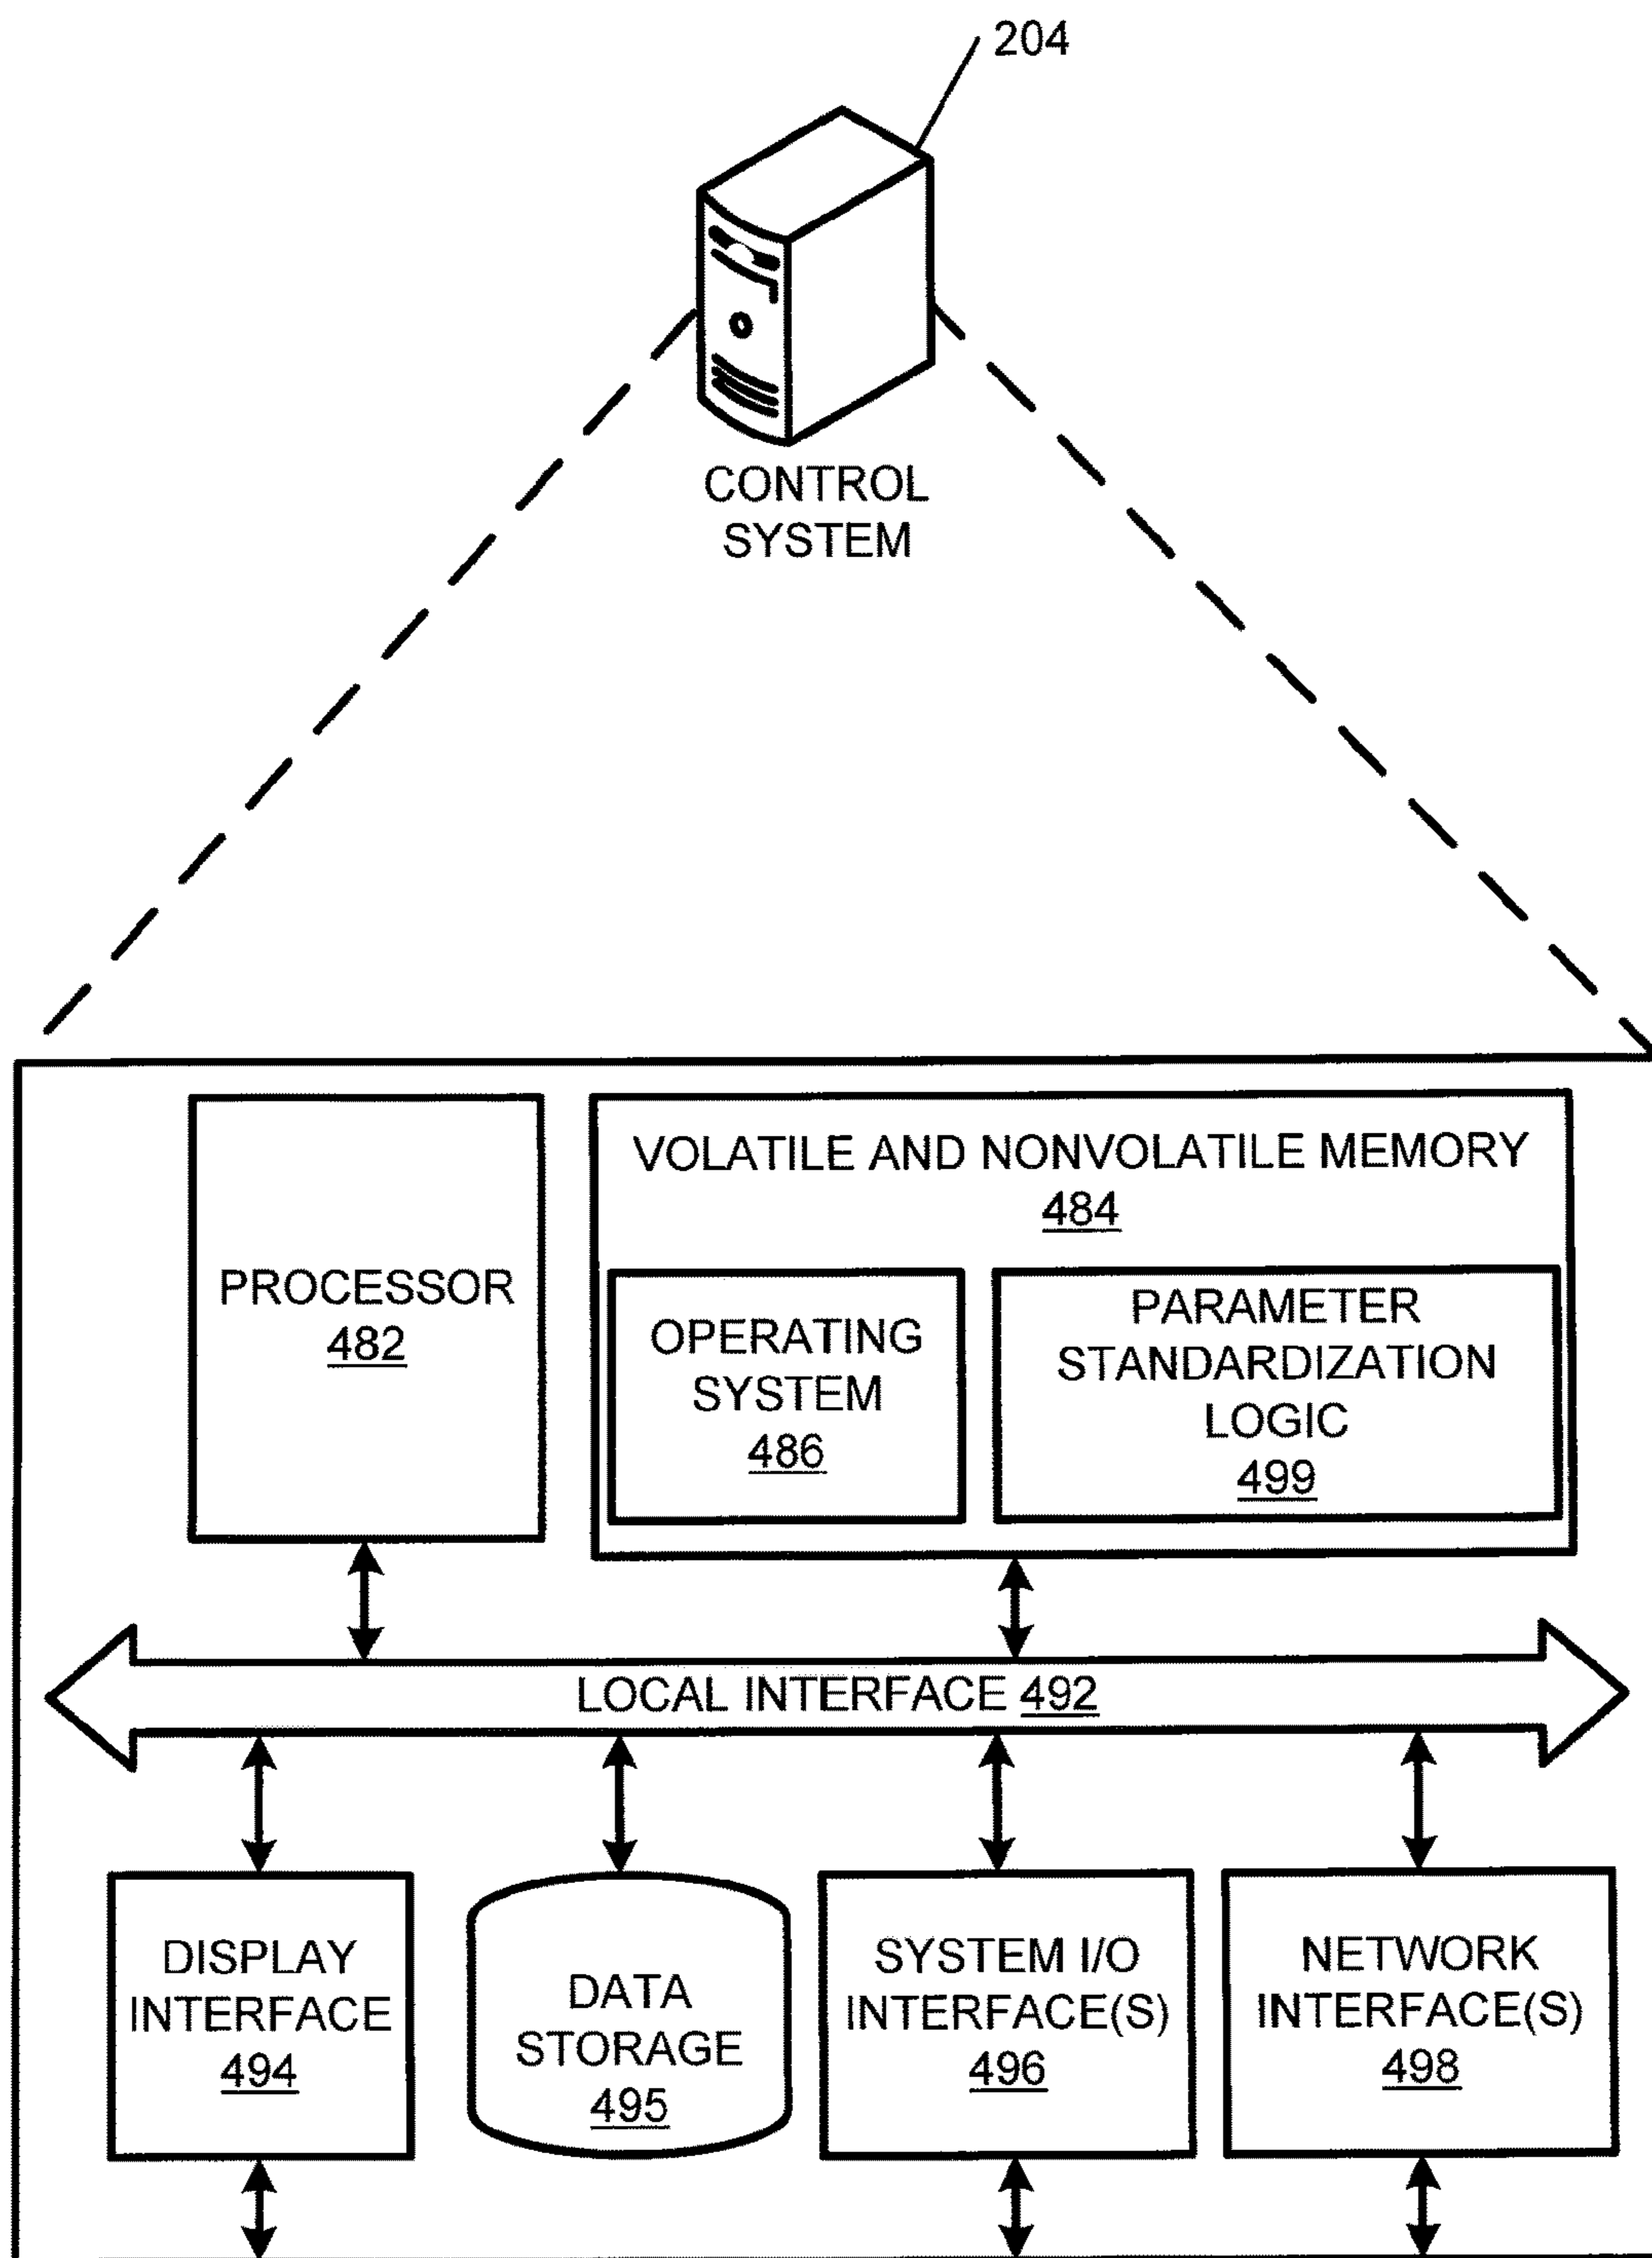 204
CONTROL
SYSTEM
VOLATILE AND NONVOLATILE MEMORY
484
PROCESSOR
482
OPERATING
SYSTEM
486
PARAMETER
STANDARDIZATION
LOGIC
499
LOCAL INTERFACE 492
DISPLAY
INTERFACE
494
DATA
STORAGE
495
SYSTEM I/O
INTERFACE(S)
496
NETWORK
INTERFACE(S)
498